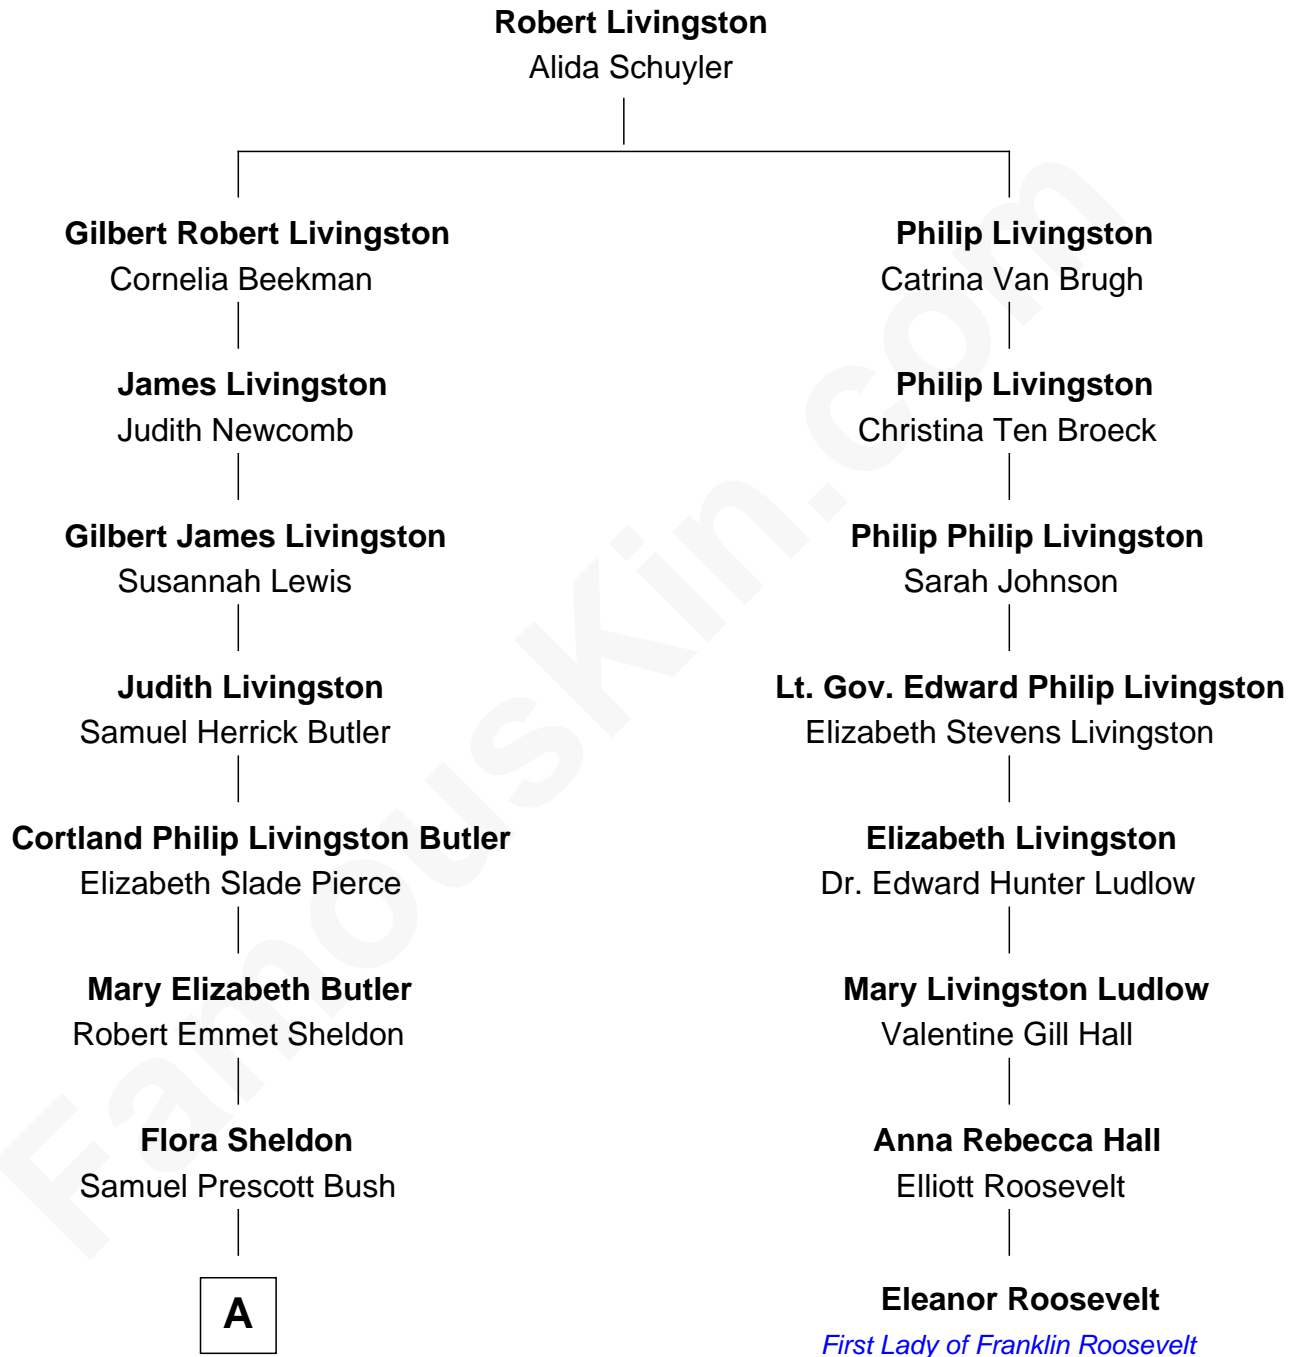 Robert Livingston
Alida Schuyler
Gilbert Robert Livingston
Cornelia Beekman
Philip Livingston
Catrina Van Brugh
James Livingston
Judith Newcomb
Philip Livingston
Christina Ten Broeck
Gilbert James Livingston
Susannah Lewis
Philip Philip Livingston
Sarah Johnson
Judith Livingston
Samuel Herrick Butler
Lt. Gov. Edward Philip Livingston
Elizabeth Stevens Livingston
Cortland Philip Livingston Butler
Elizabeth Slade Pierce
Elizabeth Livingston
Dr. Edward Hunter Ludlow
Mary Elizabeth Butler
Robert Emmet Sheldon
Mary Livingston Ludlow
Valentine Gill Hall
Flora Sheldon
Samuel Prescott Bush
Anna Rebecca Hall
Elliott Roosevelt
A
Eleanor Roosevelt
First Lady of Franklin Roosevelt
FamousKin.com